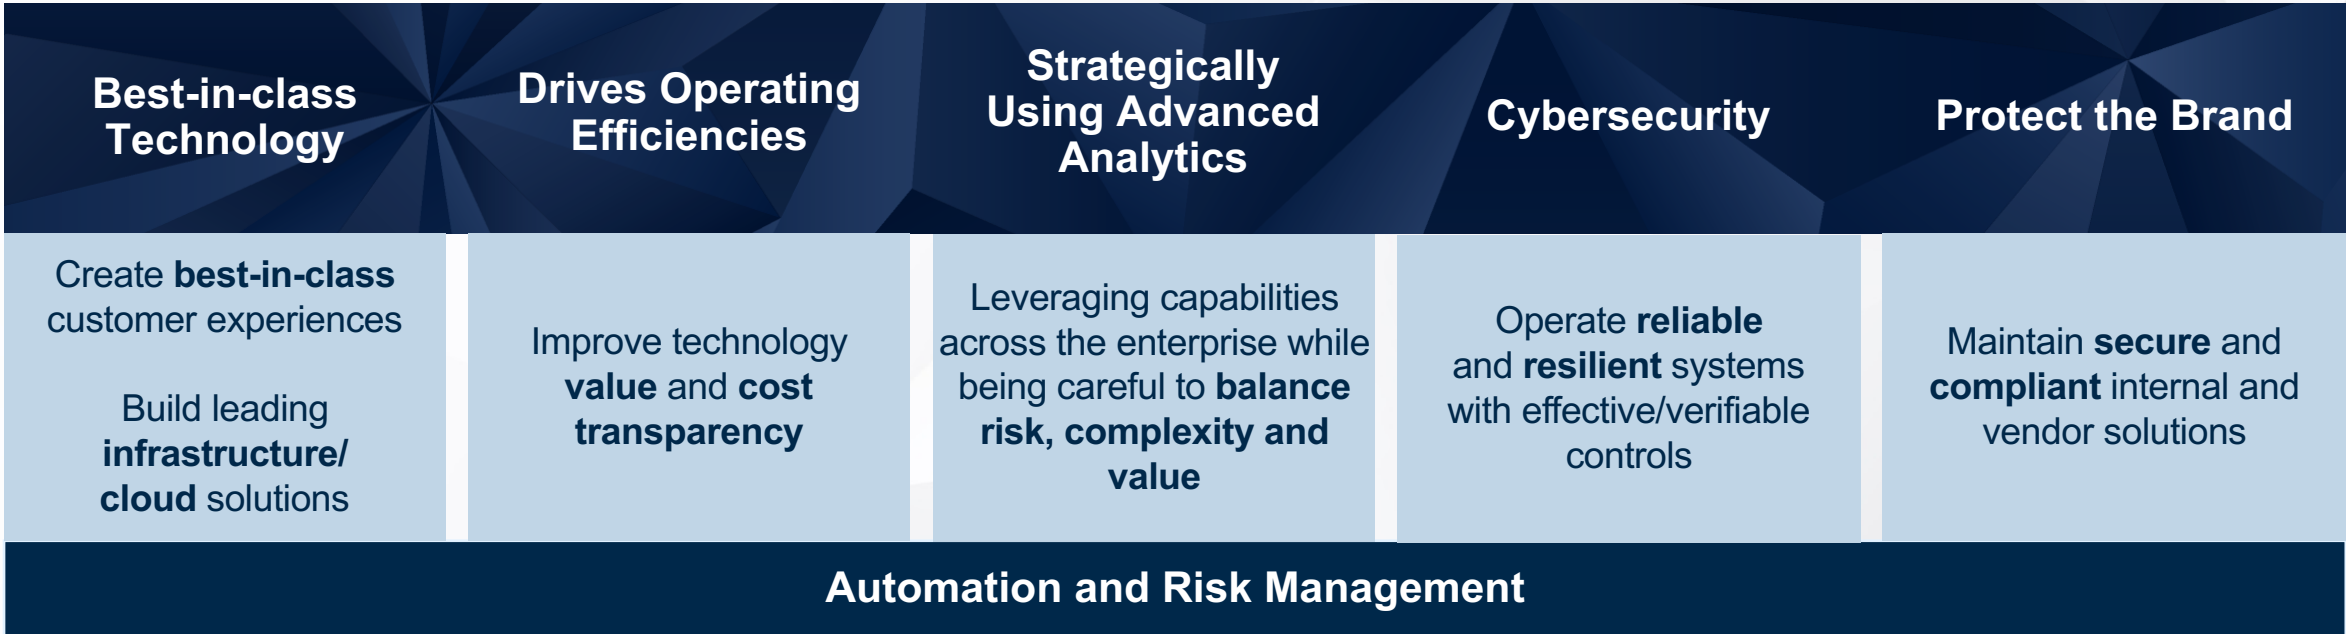 Best-in-class
Technology
Drives Operating
Efficiencies
Strategically
Using Advanced
Analytics
Cybersecurity
Protect the Brand
Create best-in-class
customer experiences
Build leading
infrastructure/
cloud solutions
Improve technology
value and cost
transparency
Leveraging capabilities
across the enterprise while
being careful to balance
risk, complexity and
value
Operate reliable
and resilient systems
with effective/verifiable
controls
Maintain secure and
compliant internal and
vendor solutions
Automation and Risk Management